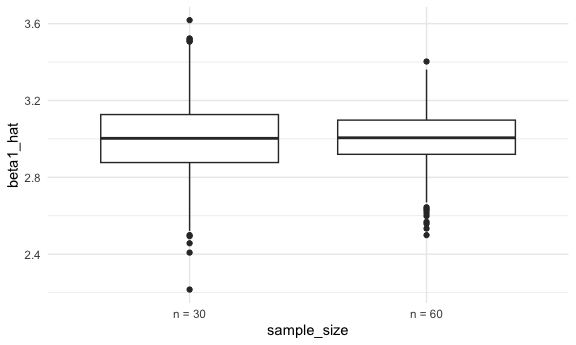 3.6
3.2
2.8
2.4
beta1_hat
n = 30
n = 60
sample_size